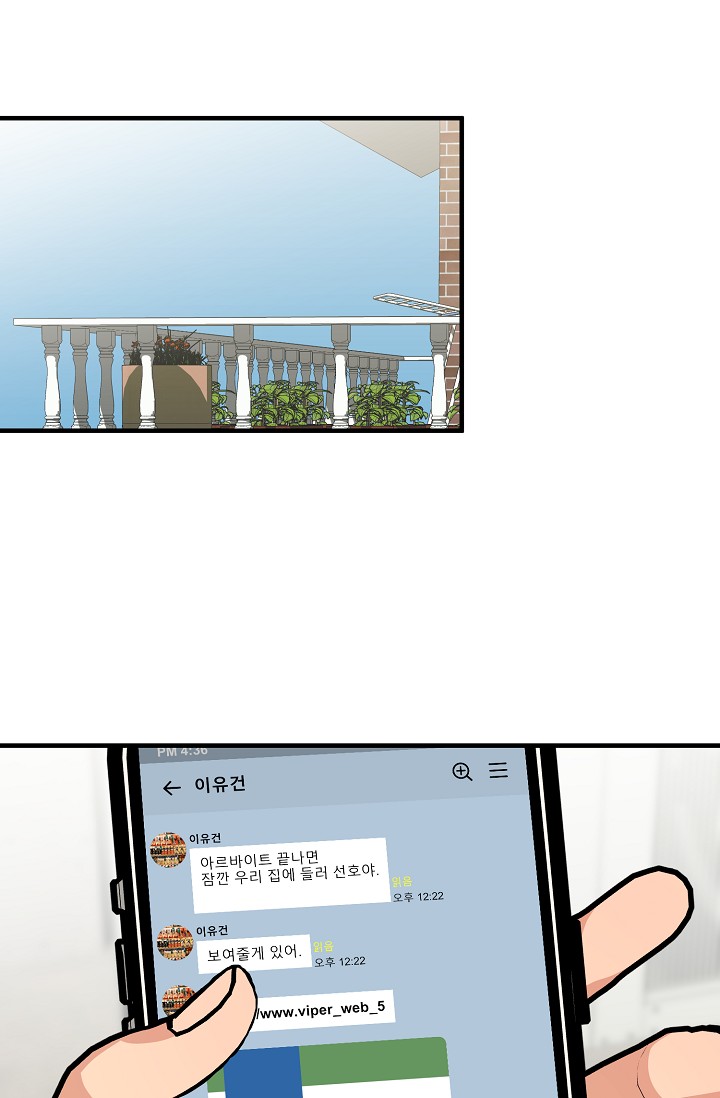 PM 4:36
이유건
이유건
아르바이트 끝나면
잠깐 우리 집에 들러 선호야.
읽음
오후 12:22
이유건
보여줄게 있어.
읽음
오후 12:22
/www.viper_web_5